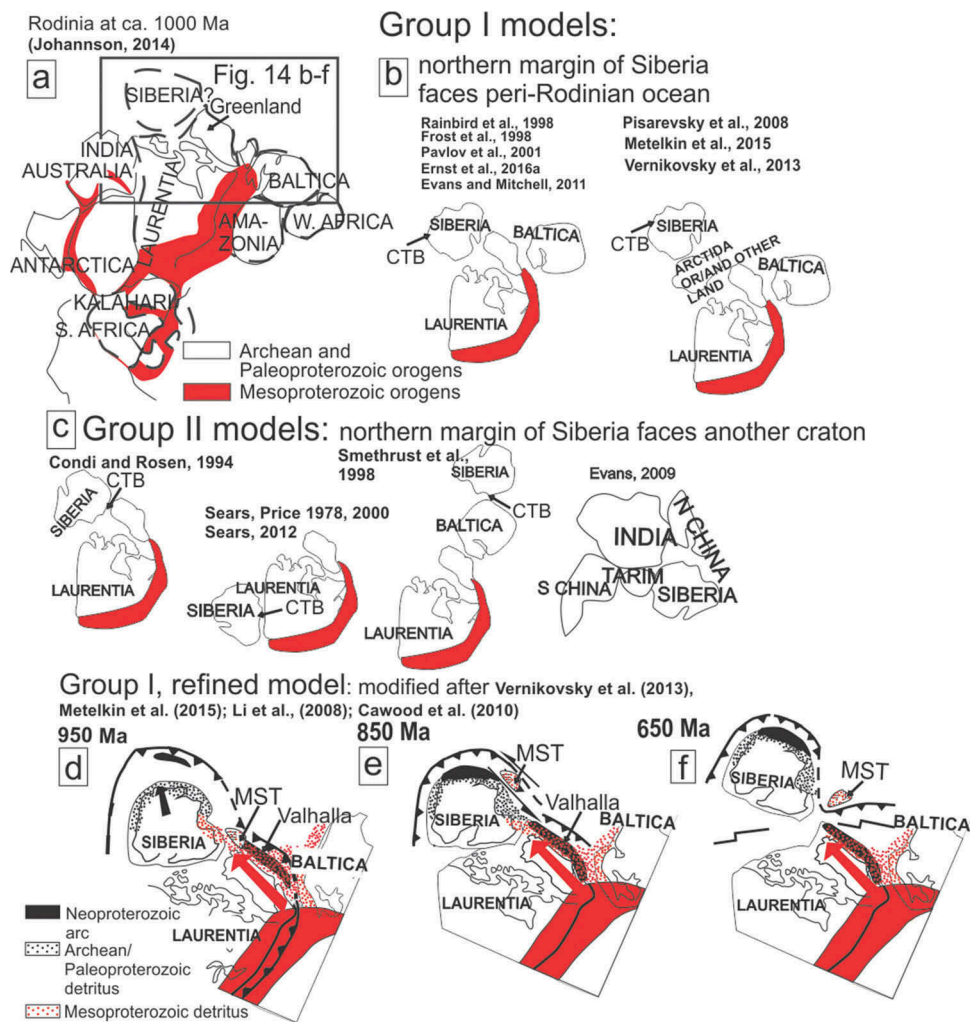 Rodinia at ca. 1000 Ma
(Johannson, 2014)
a
Fig. 14 b-f
SIBERIA?
Greenland
INDIA
AUSTRALIA
LAURENTIA
BALTICA
AMA-
ZONIA
W. AFRICA
ANTARCTICA
KALAHARI
S. AFRICA
Archean and
Paleoproterozoic orogens
Mesoproterozoic orogens
Group I models:
b
northern margin of Siberia
faces peri-Rodinian ocean
Rainbird et al., 1998
Frost et al., 1998
Pavlov et al., 2001
Ernst et al., 2016a
Evans and Mitchell, 2011
SIBERIA
CTB
BALTICA
LAURENTIA
Pisarevsky et al., 2008
Metelkin et al., 2015
Vernikovsky et al., 2013
SIBERIA
CTB
ARCTIDA
OR/AND OTHER
LAND
BALTICA
LAURENTIA
c
Group II models: northern margin of Siberia faces another craton
Condi and Rosen, 1994
CTB
SIBERIA
LAURENTIA
Sears, Price 1978, 2000
Sears, 2012
LAURENTIA
SIBERIA
CTB
Smethrust et al.,
1998
SIBERIA
CTB
BALTICA
LAURENTIA
Evans, 2009
INDIA
N CHINA
TARIM
S CHINA
SIBERIA
Group I, refined model: modified after Vernikovsky et al. (2013),
Metelkin et al. (2015); Li et al., (2008); Cawood et al. (2010)
950 Ma
d
MST
Valhalla
SIBERIA
BALTICA
LAURENTIA
Neoproterozoic
arc
Archean/
Paleoproterozoic
detritus
Mesoproterozoic detritus
850 Ma
e
MST
Valhalla
SIBERIA
BALTICA
LAURENTIA
650 Ma
f
SIBERIA
MST
BALTICA
LAURENTIA